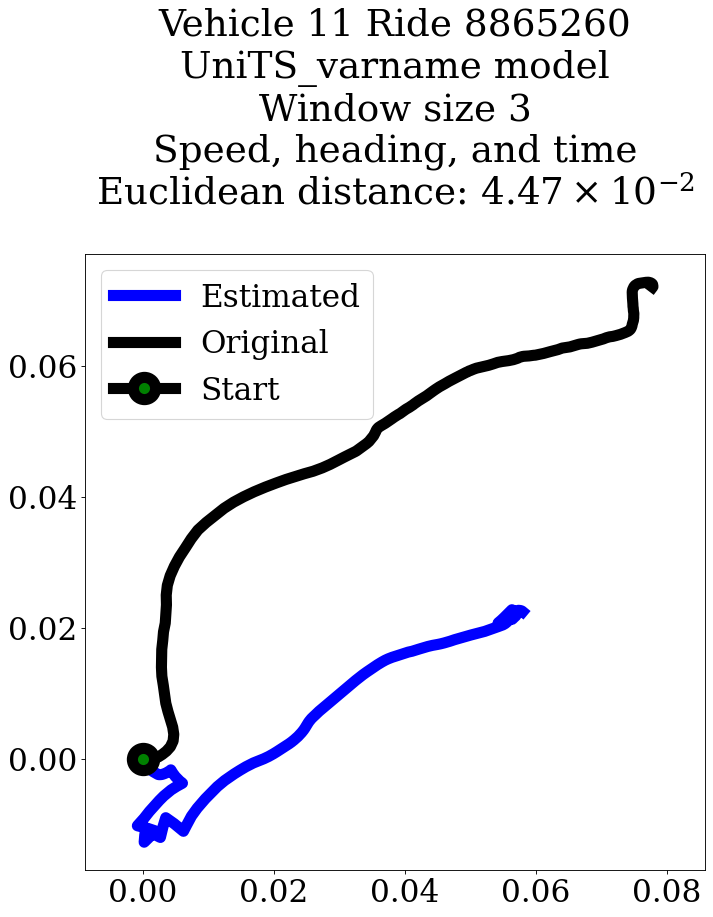 Vehicle 11 Ride 8865260
UniTS_varname model
Window size 3
Speed, heading, and time
Euclidean distance: 4.47 × 10⁻²
Estimated
Original
Start
0.06
0.04
0.02
0.00
0.00 0.02 0.04 0.06 0.08